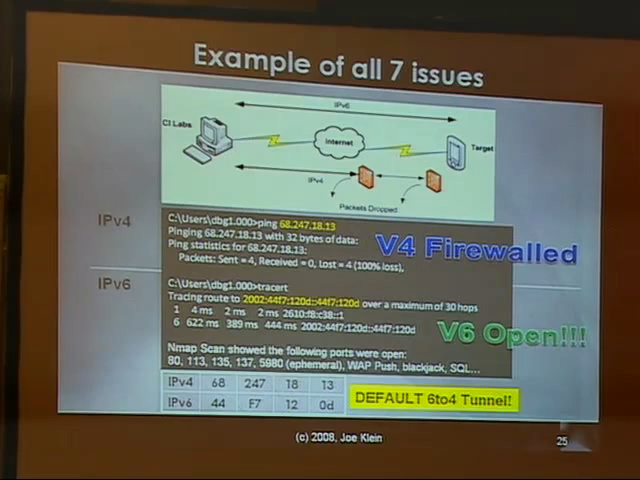 Example of all 7 issues
IPv6
CI Labs
Internet
Target
IPv4
Packets Dropped
IPv4
C:\Users\dbg1.000>ping 68.247.18.13
Pinging 68.247.18.13 with 32 bytes of data:
Ping statistics for 68.247.18.13:
Packets: Sent = 4, Received = 0, Lost = 4 (100% loss),
V4 Firewalled
IPv6
C:\Users\dbg1.000>tracert
Tracing route to 2002:44f7:120d::44f7:120d over a maximum of 30 hops
1 4 ms 2 ms 2 ms 2610:f8:c38::1
6 622 ms 389 ms 444 ms 2002:44f7:120d::44f7:120d
V6 Open!!!
Nmap Scan showed the following ports were open:
80, 113, 135, 137, 5980 (ephemeral), WAP Push, blackjack, SQL...
IPv4 68 247 18 13
IPv6 44 F7 12 0d
DEFAULT 6to4 Tunnel!
(c) 2008, Joe Klein
25